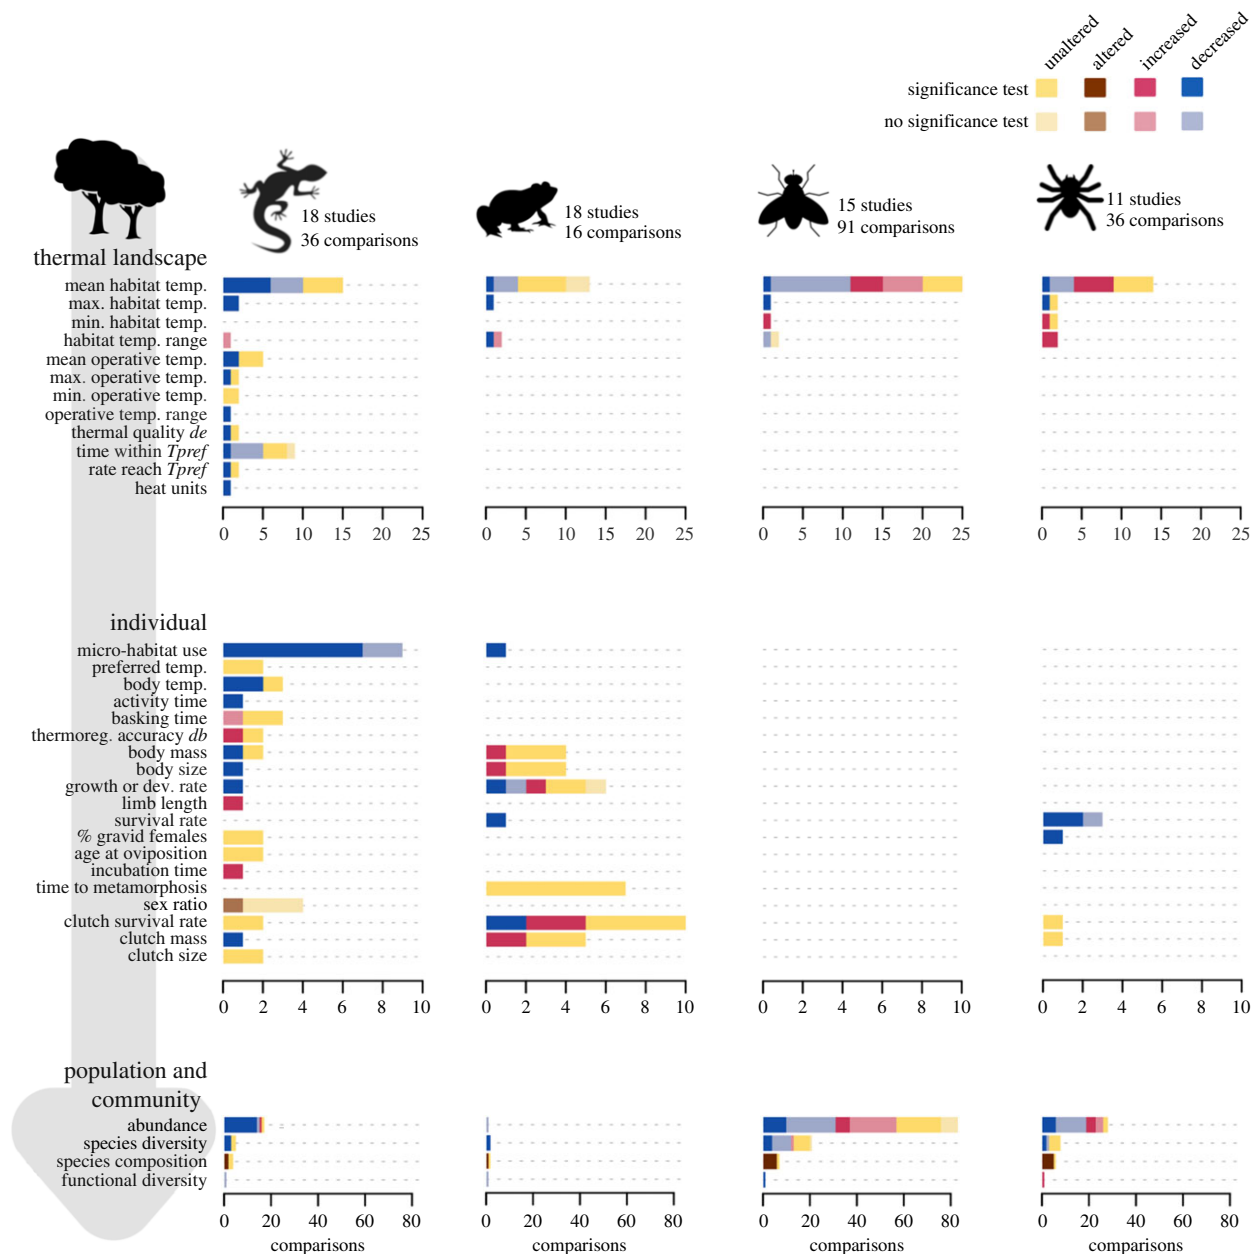 unaltered altered increased decreased
significance test
no significance test
18 studies
36 comparisons
18 studies
16 comparisons
15 studies
91 comparisons
11 studies
36 comparisons
thermal landscape
mean habitat temp.
max. habitat temp.
min. habitat temp.
habitat temp. range
mean operative temp.
max. operative temp.
min. operative temp.
operative temp. range
thermal quality de
time within Tpref
rate reach Tpref
heat units
0 5 10 15 20 25 0 5 10 15 20 25 0 5 10 15 20 25 0 5 10 15 20 25
individual
micro-habitat use
preferred temp.
body temp.
activity time
basking time
thermoreg. accuracy db
body mass
body size
growth or dev. rate
limb length
survival rate
% gravid females
age at oviposition
incubation time
time to metamorphosis
sex ratio
clutch survival rate
clutch mass
clutch size
0 2 4 6 8 10 0 2 4 6 8 10 0 2 4 6 8 10 0 2 4 6 8 10
population and
community
abundance
species diversity
species composition
functional diversity
0 20 40 60 80 0 20 40 60 80 0 20 40 60 80 0 20 40 60 80
comparisons comparisons comparisons comparisons